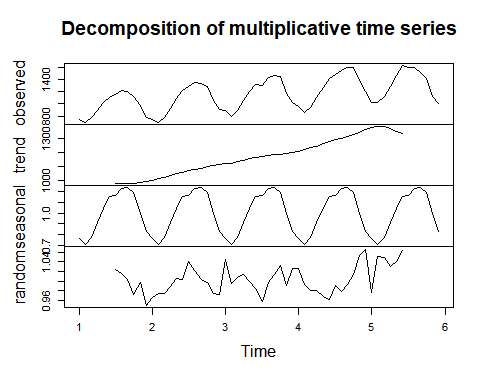 Decomposition of multiplicative time series
observed
800
1400
trend
1000
1300
seasonal
0.7
1.0
random
0.96
1.04
1 2 3 4 5 6
Time